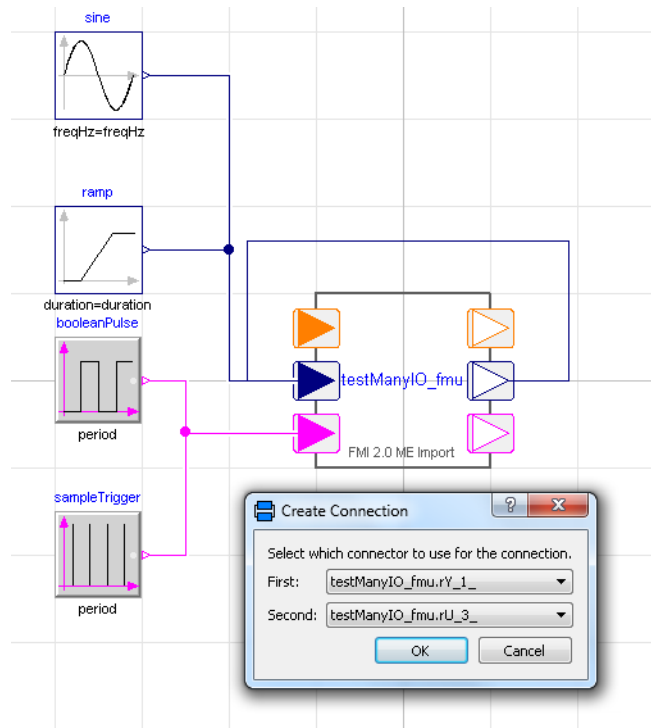 sine
freqHz=freqHz
ramp
duration=duration
booleanPulse
period
testManyIO_fmu
FMI 2.0 ME Import
sampleTrigger
period
Create Connection
?
Select which connector to use for the connection.
First: testManyIO_fmu.rY_1_
Second: testManyIO_fmu.rU_3_
OK Cancel